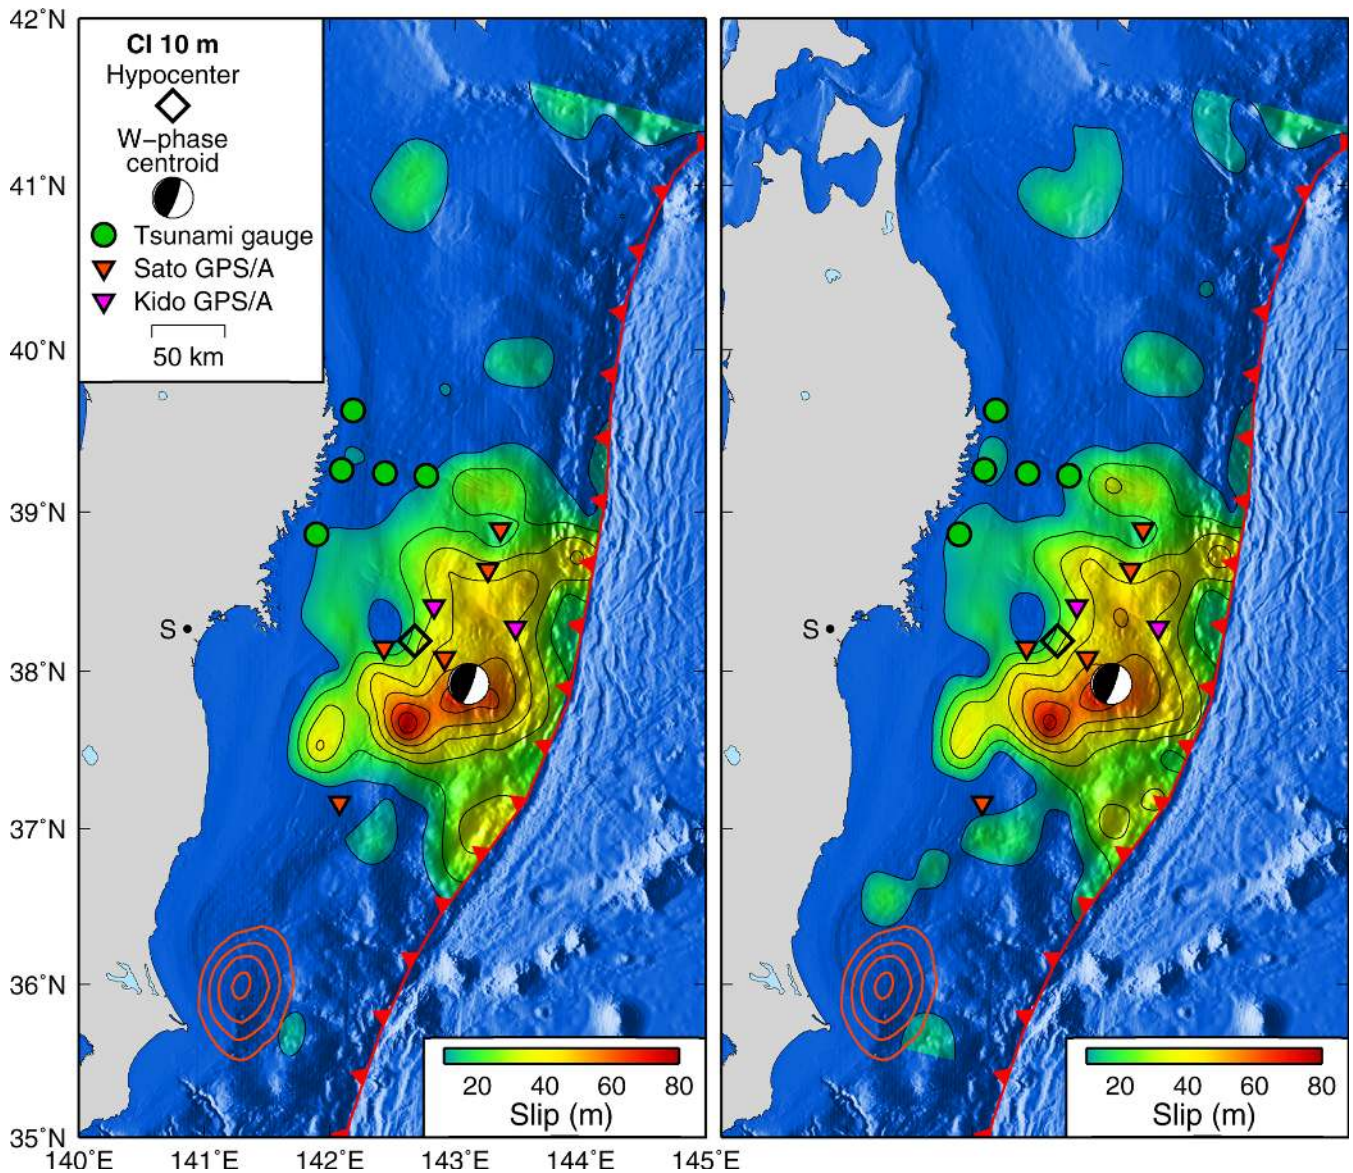 42°N
41°N
40°N
39°N
38°N
37°N
36°N
35°N
CI 10 m
Hypocenter
W−phase
centroid
Tsunami gauge
Sato GPS/A
Kido GPS/A
50 km
S
S
20 40 60 80
Slip (m)
20 40 60 80
Slip (m)
140°E 141°E 142°E 143°E 144°E 145°E